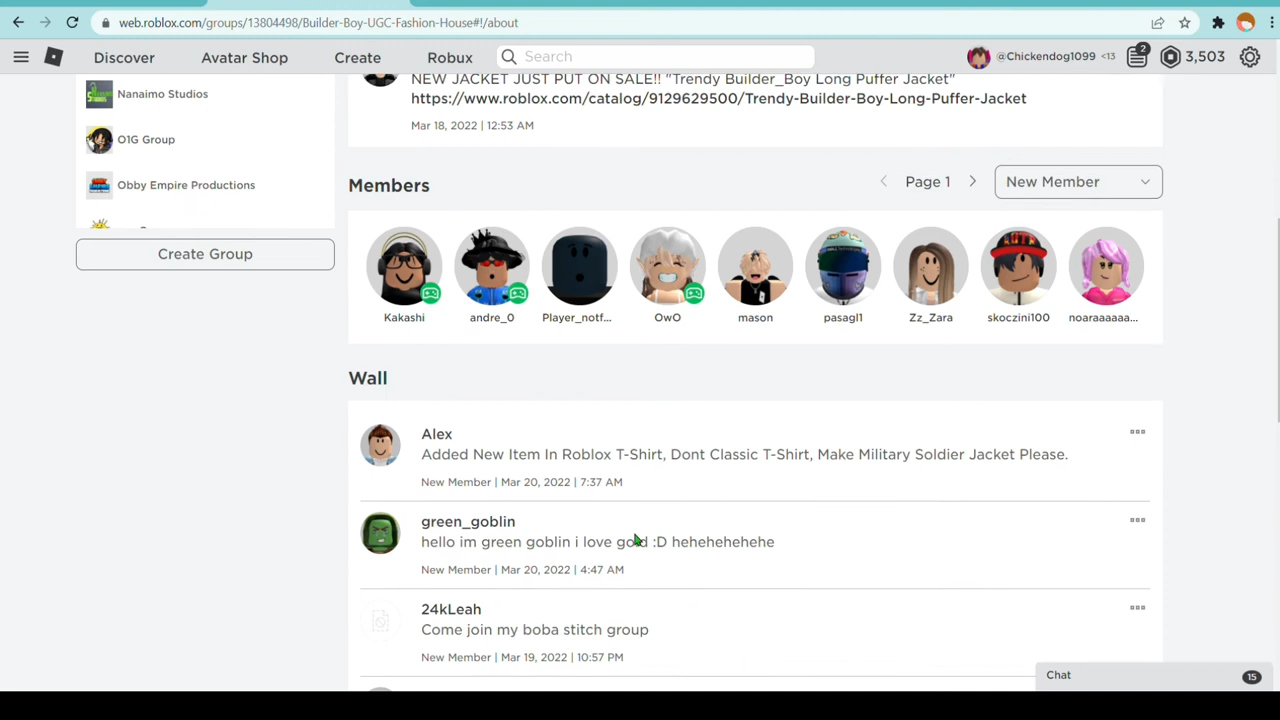 web.roblox.com/groups/13804498/Builder-Boy-UGC-Fashion-House#!/about
Discover Avatar Shop Create Robux Search @Chickendog1099 <13 2 3,503
Nanaimo Studios
O1G Group
Obby Empire Productions
Create Group
NEW JACKET JUST PUT ON SALE!! "Trendy Builder_Boy Long Puffer Jacket"
https://www.roblox.com/catalog/9129629500/Trendy-Builder-Boy-Long-Puffer-Jacket
Mar 18, 2022 | 12:53 AM
Members Page 1 New Member
Kakashi andre_0 Player_notf... OwO mason pasagl1 Zz_Zara skoczini100 noaraaaaaa...
Wall
Alex
Added New Item In Roblox T-Shirt, Dont Classic T-Shirt, Make Military Soldier Jacket Please.
New Member | Mar 20, 2022 | 7:37 AM
green_goblin
hello im green goblin i love gold :D hehehehehehe
New Member | Mar 20, 2022 | 4:47 AM
24kLeah
Come join my boba stitch group
New Member | Mar 19, 2022 | 10:57 PM
Chat 15